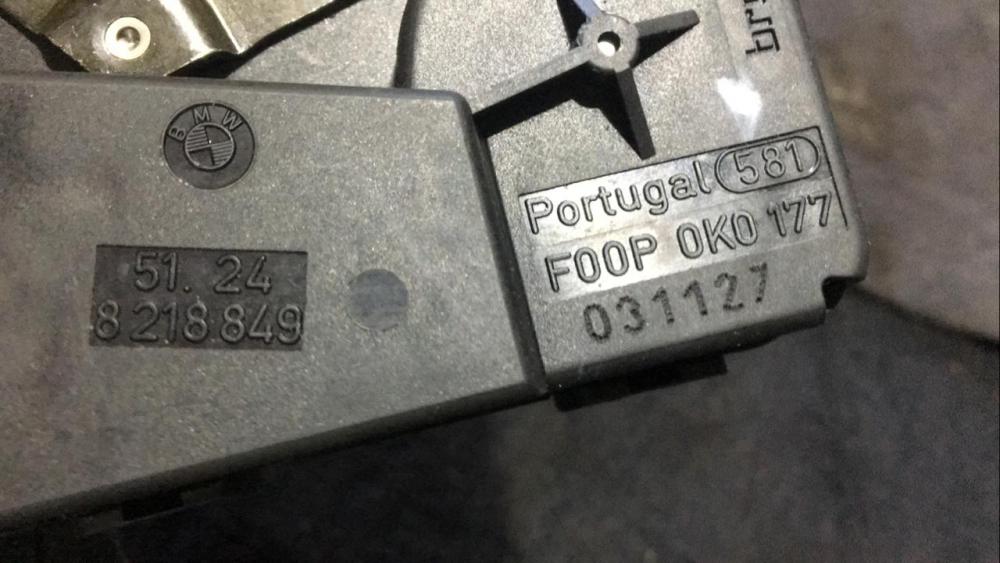 BMW
51. 24
8 218 849
Portugal 581
F00P 0K0 177
031127